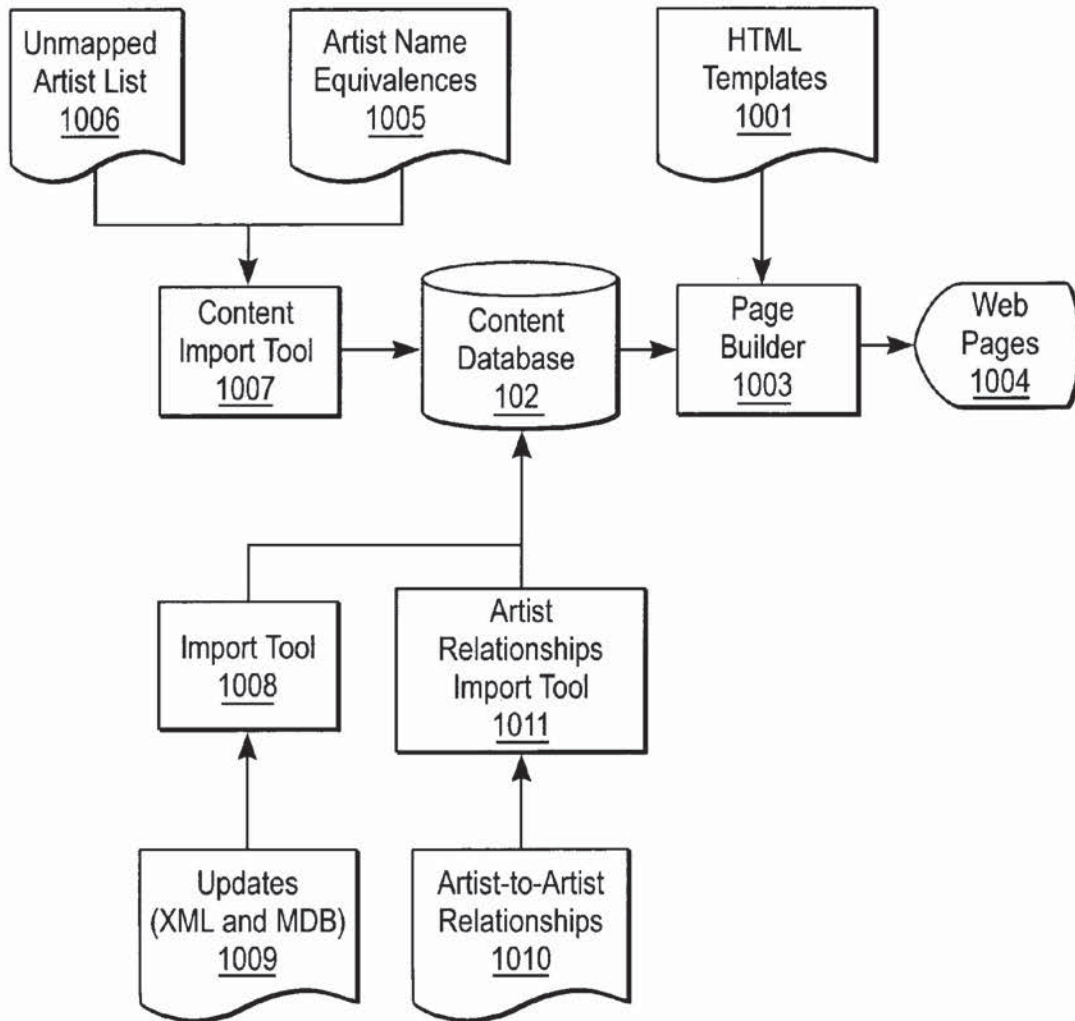 Unmapped
Artist List
1006
Artist Name
Equivalences
1005
HTML
Templates
1001
Content
Import Tool
1007
Content
Database
102
Page
Builder
1003
Web
Pages
1004
Import Tool
1008
Artist
Relationships
Import Tool
1011
Updates
(XML and MDB)
1009
Artist-to-Artist
Relationships
1010